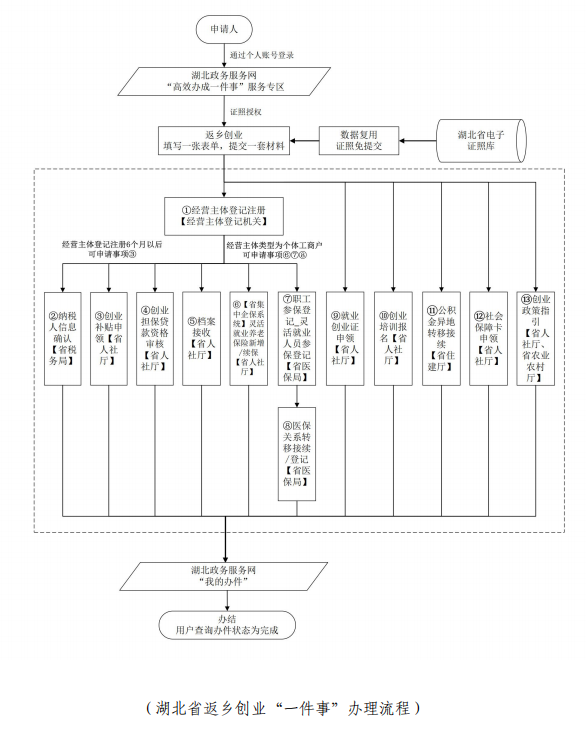 申请人
通过个人账号登录
湖北政务服务网
“高效办成一件事”服务专区
证照授权
返乡创业
填写一张表单，提交一套材料
数据复用
证照免提交
湖北省电子
证照库
①经营主体登记注册
【经营主体登记机关】
经营主体登记注册6个月以后
可申请事项③
经营主体类型为个体工商户
可申请事项⑥⑦⑧
②纳税
人信息
确认【
省税务
局】
③创业
补贴申
领【省
人社
厅】
④创业
担保贷
款资格
审核【
省人社
厅】
⑤档案
接收【
省人社
厅】
⑥【省集
中企保系
统】灵活
就业养老
保险新增
/续保
【省人社
厅】
⑦职工
参保登
记_灵
活就业
人员参
保登记
【省医
保局】
⑨就业
创业证
申领【
省人社
厅】
⑩创业
培训报
名【省
人社
厅】
⑪公积
金异地
转移接
续【省
住建
厅】
⑫社会
保障卡
申领【
省人社
厅】
⑬创业
政策指
引【省
人社
厅、省
农业农
村厅】
⑧医保
关系转
移接续
/登记
【省医
保局】
湖北政务服务网
“我的办件”
办结
用户查询办件状态为完成
（湖北省返乡创业“一件事”办理流程）